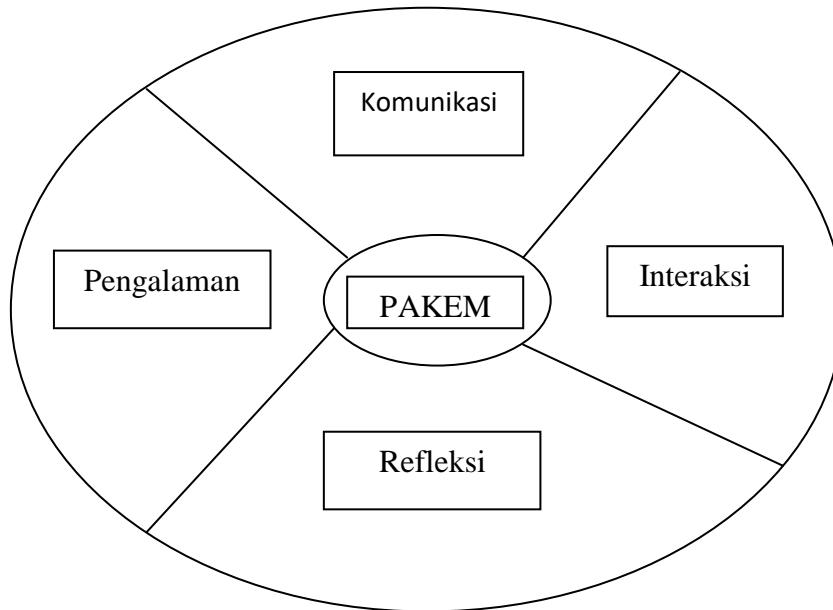 Komunikasi
Pengalaman
Interaksi
PAKEM
Refleksi